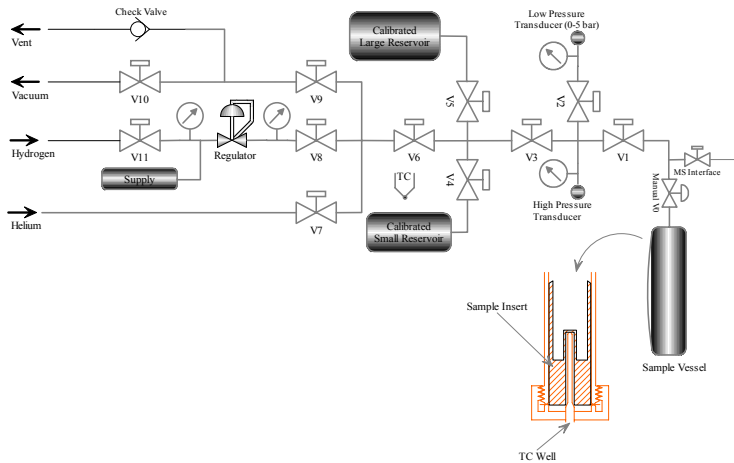 Check Valve
Vent
Vacuum
V10
V9
Hydrogen
V11
Regulator
V8
Supply
Helium
V7
V6
TC
Calibrated
Large Reservoir
V5
V4
Calibrated
Small Reservoir
V3
Low Pressure
Transducer (0-5 bar)
V2
High Pressure
Transducer
V1
MS Interface
Manual V0
Sample Vessel
Sample Insert
TC Well